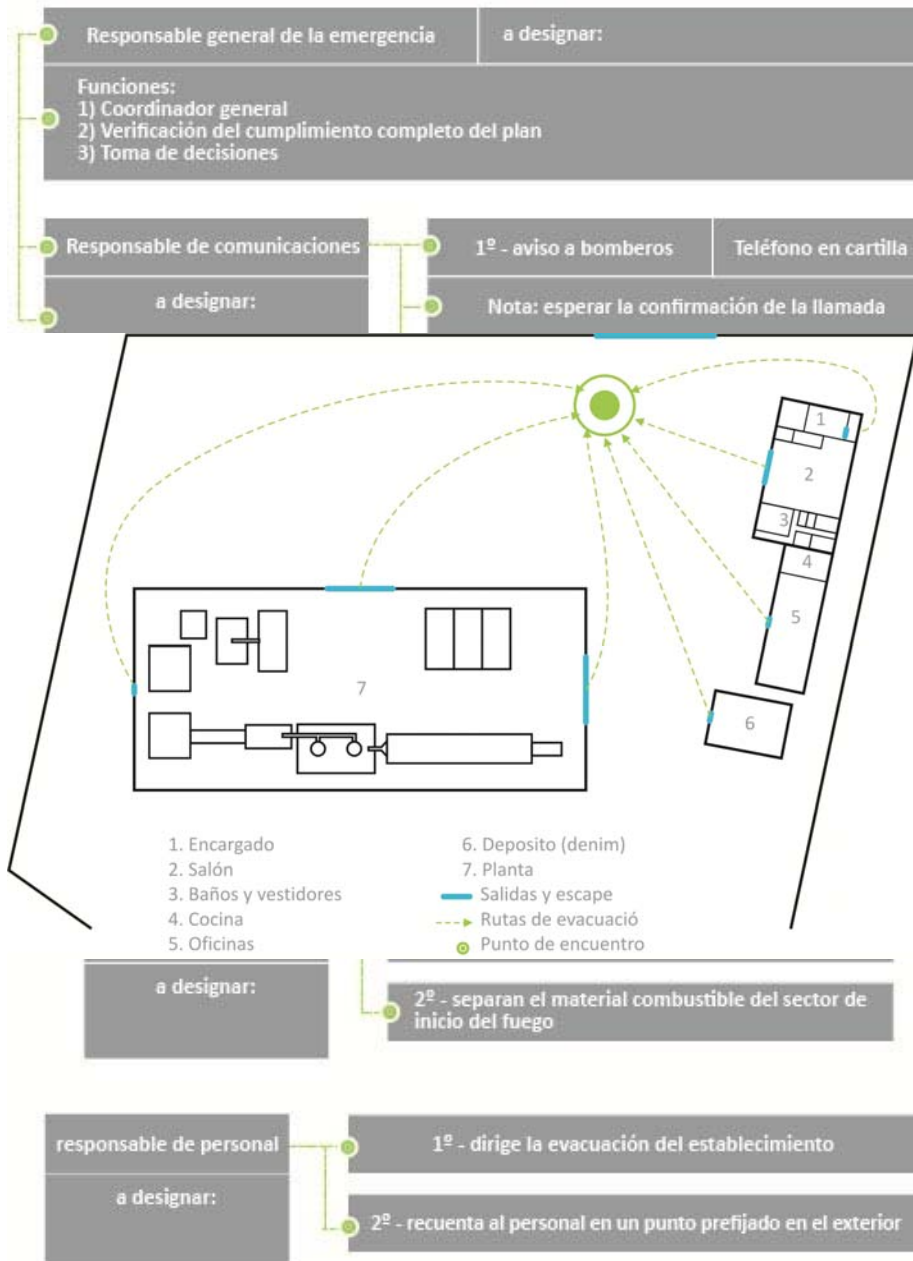 Responsable general de la emergencia
a designar:
Funciones:
1) Coordinador general
2) Verificación del cumplimiento completo del plan
3) Toma de decisiones
Responsable de comunicaciones
1º - aviso a bomberos
Teléfono en cartilla
a designar:
Nota: esperar la confirmación de la llamada
1
2
3
4
5
6
7
1. Encargado
2. Salón
3. Baños y vestidores
4. Cocina
5. Oficinas
6. Deposito (denim)
7. Planta
Salidas y escape
Rutas de evacuació
Punto de encuentro
a designar:
2º - separan el material combustible del sector de
inicio del fuego
responsable de personal
1º - dirige la evacuación del establecimiento
a designar:
2º - recuenta al personal en un punto prefijado en el exterior